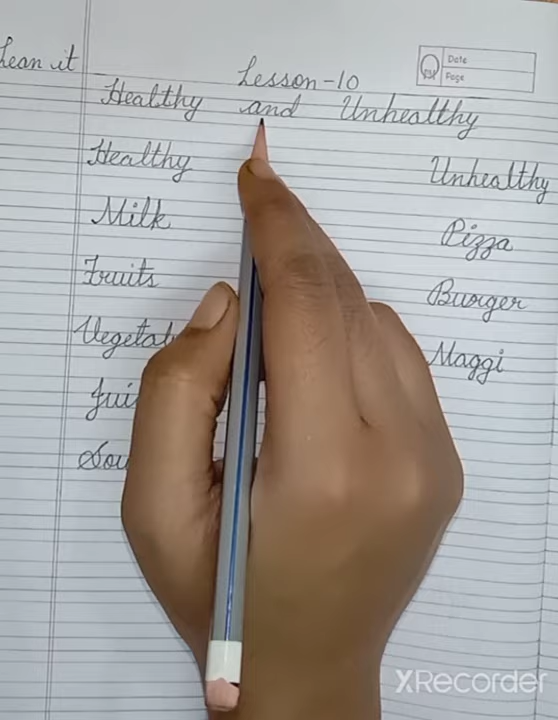 Lean it
Lesson-10
Date
Page
Healthy and Unhealthy
Healthy Unhealthy
Milk Pizza
Fruits Burger
Maggi
XRecorder